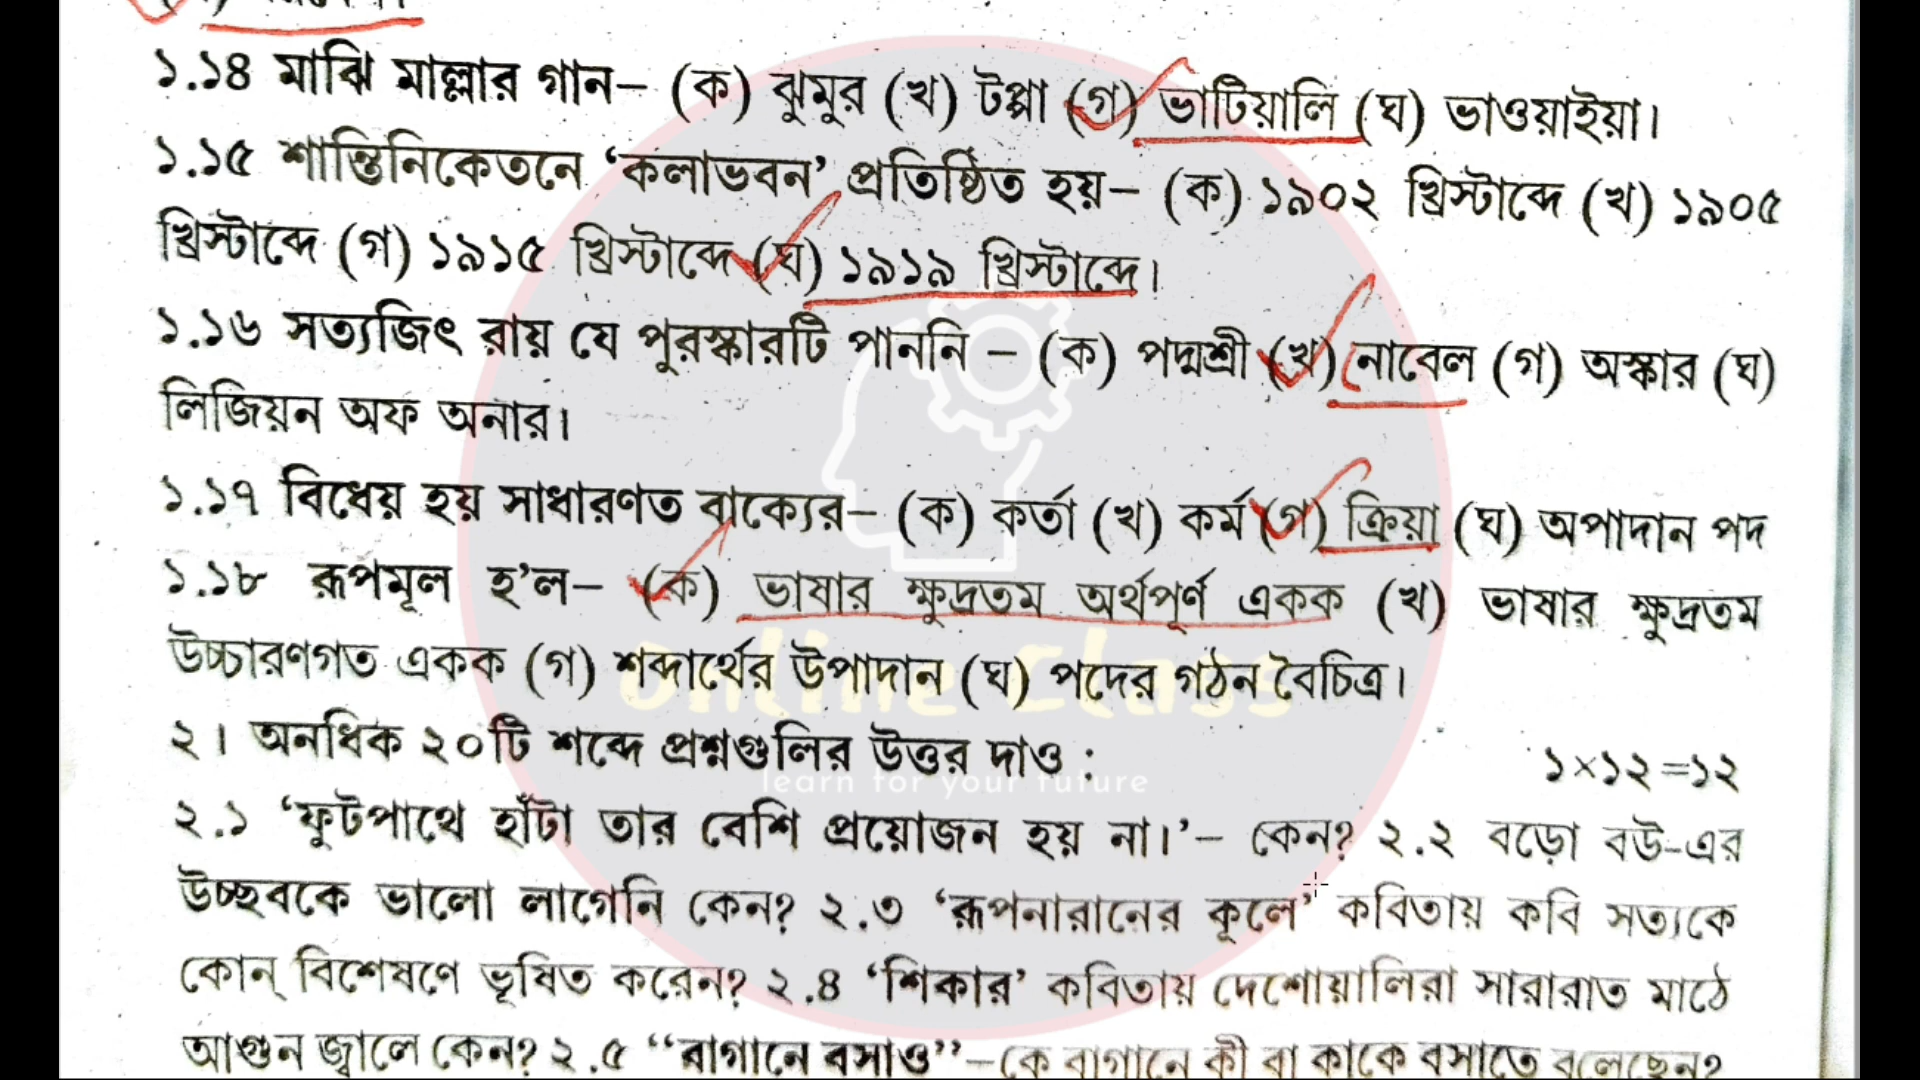 ১.১৪ মাঝি মাল্লার গান– (ক) ঝুমুর (খ) টপ্পা (গ) ভাটিয়ালি (ঘ) ভাওয়াইয়া।
১.১৫ শান্তিনিকেতনে ‘কলাভবন’ প্রতিষ্ঠিত হয়– (ক) ১৯০২ খ্রিস্টাব্দে (খ) ১৯০৫
খ্রিস্টাব্দে (গ) ১৯১৫ খ্রিস্টাব্দে (ঘ) ১৯১৯ খ্রিস্টাব্দে।
১.১৬ সত্যজিৎ রায় যে পুরস্কারটি পাননি – (ক) পদ্মশ্রী (খ) নোবেল (গ) অস্কার (ঘ)
লিজিয়ন অফ অনার।
১.১৭ বিধেয় হয় সাধারণত বাক্যের– (ক) কর্তা (খ) কর্ম (গ) ক্রিয়া (ঘ) অপাদান পদ
১.১৮ রূপমূল হ’ল– (ক) ভাষার ক্ষুদ্রতম অর্থপূর্ণ একক (খ) ভাষার ক্ষুদ্রতম
উচ্চারণগত একক (গ) শব্দার্থের উপাদান (ঘ) পদের গঠন বৈচিত্র।
online Class
২। অনধিক ২০টি শব্দে প্রশ্নগুলির উত্তর দাও : ১×১২=১২
learn for your future
২.১ ‘ফুটপাথে হাঁটা তার বেশি প্রয়োজন হয় না।’– কেন? ২.২ বড়ো বউ-এর
উচ্ছবকে ভালো লাগেনি কেন? ২.৩ ‘রূপনারানের কূলে’ কবিতায় কবি সত্যকে
কোন্ বিশেষণে ভূষিত করেন? ২.৪ ‘শিকার’ কবিতায় দেশোয়ালিরা সারারাত মাঠে
আগুন জ্বালে কেন? ২.৫ “বাগানে বসাও”–কে বাগানে কী বা কাকে বসাতে বলেছেন?